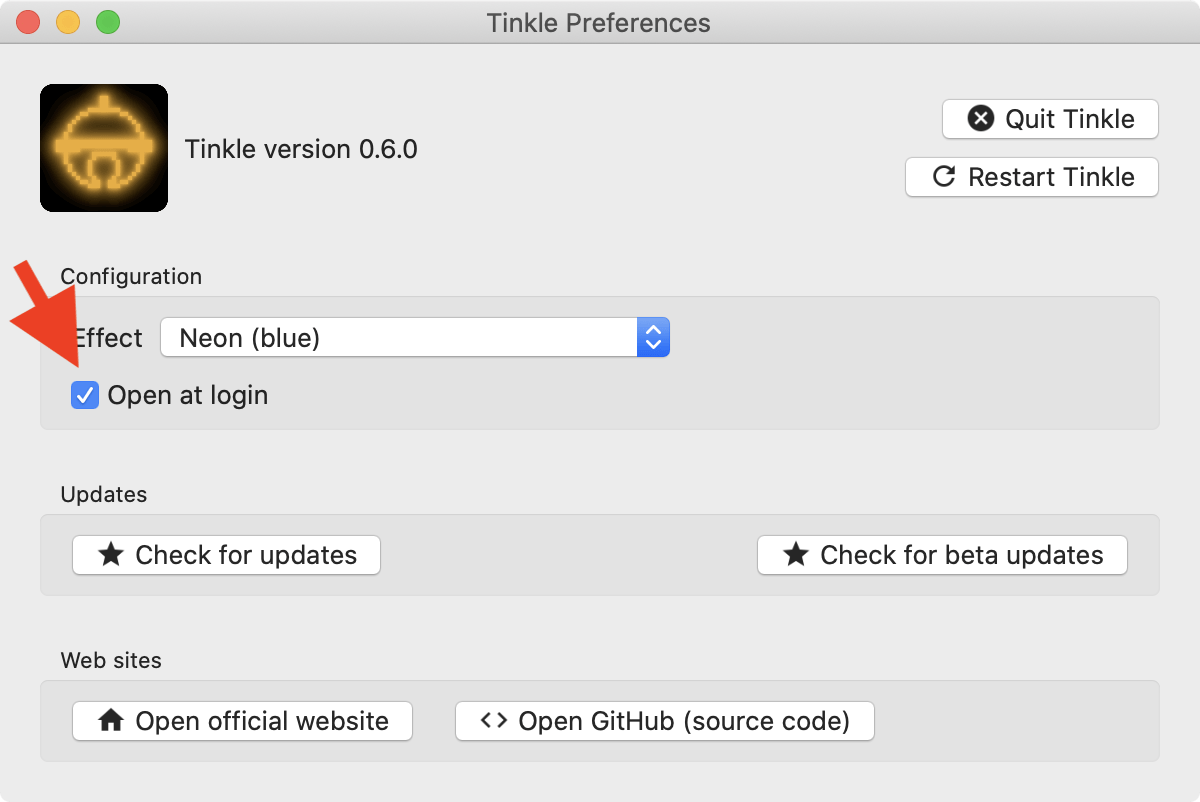 Tinkle Preferences
Tinkle version 0.6.0
Quit Tinkle
Restart Tinkle
Configuration
Effect
Neon (blue)
Open at login
Updates
Check for updates
Check for beta updates
Web sites
Open official website
Open GitHub (source code)